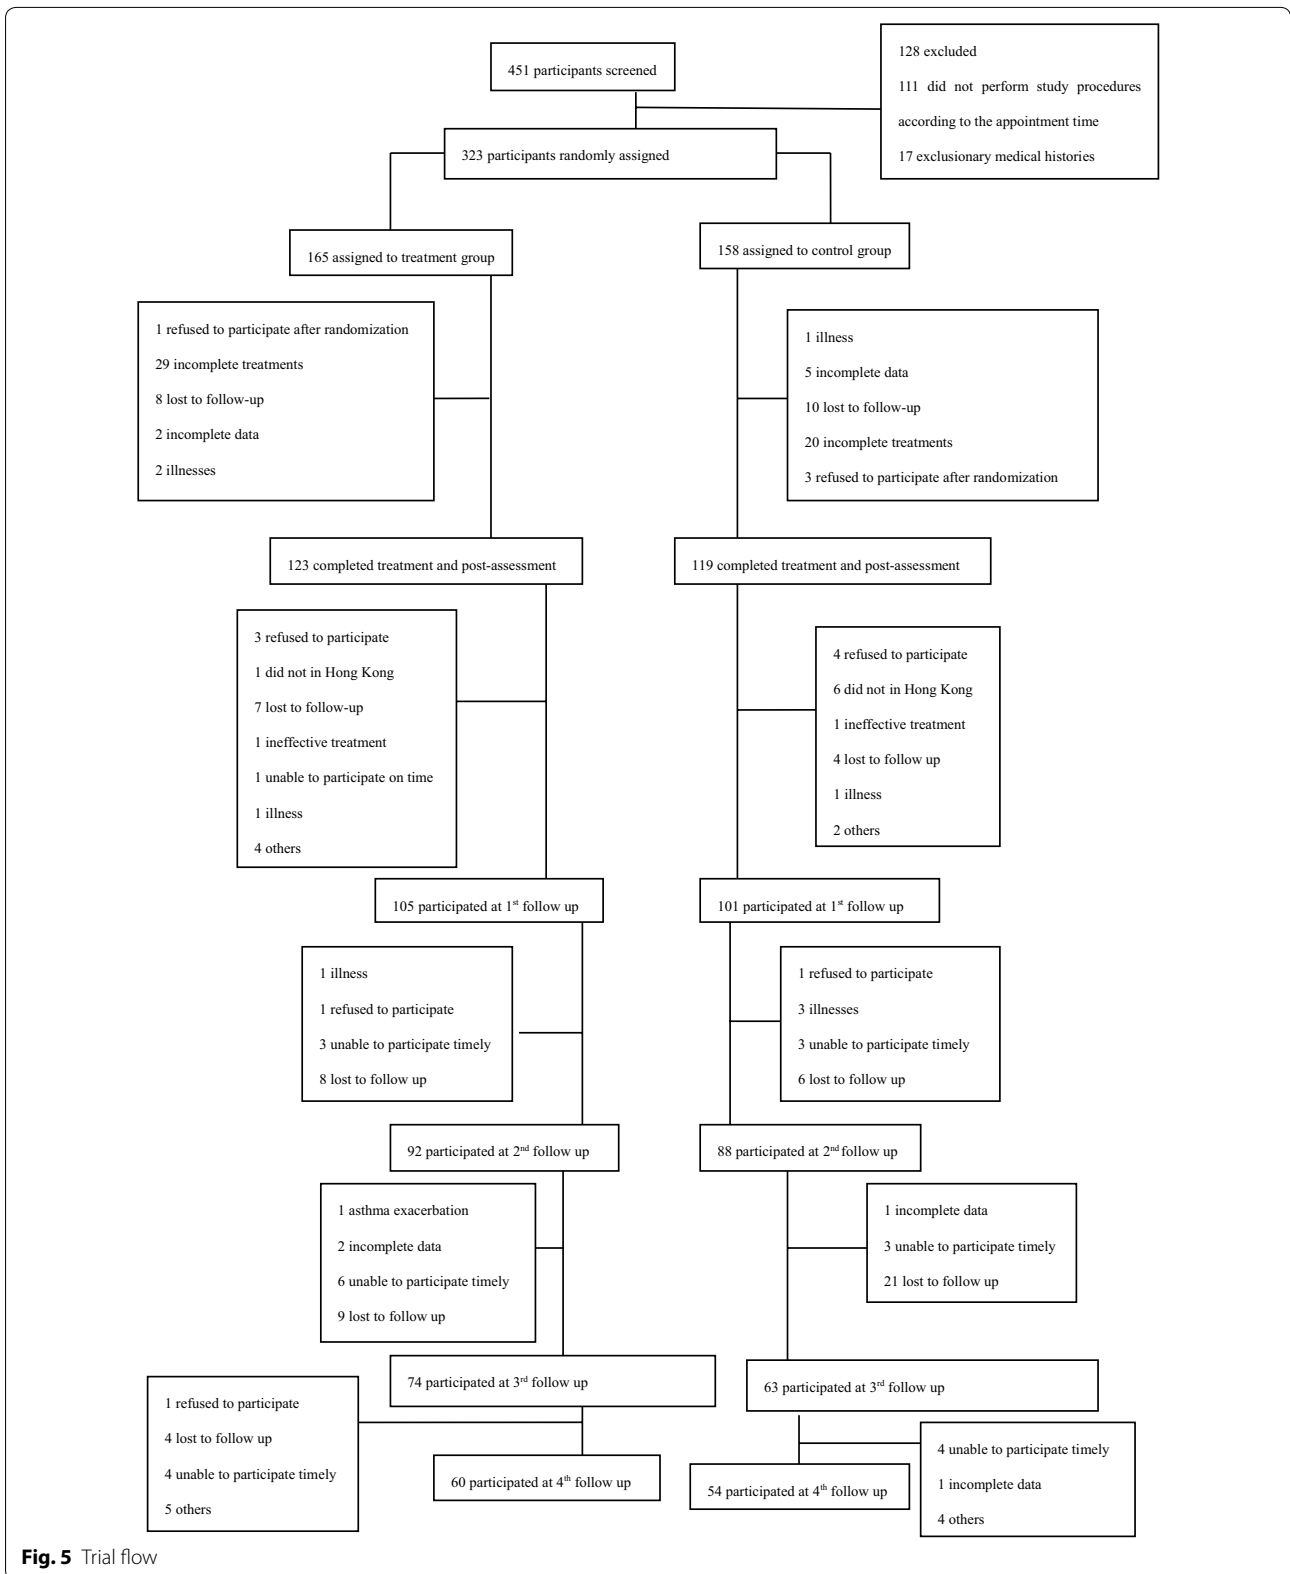 451 participants screened
128 excluded
111 did not perform study procedures
according to the appointment time
17 exclusionary medical histories
323 participants randomly assigned
165 assigned to treatment group
158 assigned to control group
1 refused to participate after randomization
29 incomplete treatments
8 lost to follow-up
2 incomplete data
2 illnesses
1 illness
5 incomplete data
10 lost to follow-up
20 incomplete treatments
3 refused to participate after randomization
123 completed treatment and post-assessment
119 completed treatment and post-assessment
3 refused to participate
1 did not in Hong Kong
7 lost to follow-up
1 ineffective treatment
1 unable to participate on time
1 illness
4 others
4 refused to participate
6 did not in Hong Kong
1 ineffective treatment
4 lost to follow up
1 illness
2 others
105 participated at 1st follow up
101 participated at 1st follow up
1 illness
1 refused to participate
3 unable to participate timely
8 lost to follow up
1 refused to participate
3 illnesses
3 unable to participate timely
6 lost to follow up
92 participated at 2nd follow up
88 participated at 2nd follow up
1 asthma exacerbation
2 incomplete data
6 unable to participate timely
9 lost to follow up
1 incomplete data
3 unable to participate timely
21 lost to follow up
74 participated at 3rd follow up
63 participated at 3rd follow up
1 refused to participate
4 lost to follow up
4 unable to participate timely
5 others
4 unable to participate timely
1 incomplete data
4 others
60 participated at 4th follow up
54 participated at 4th follow up
Fig. 5 Trial flow